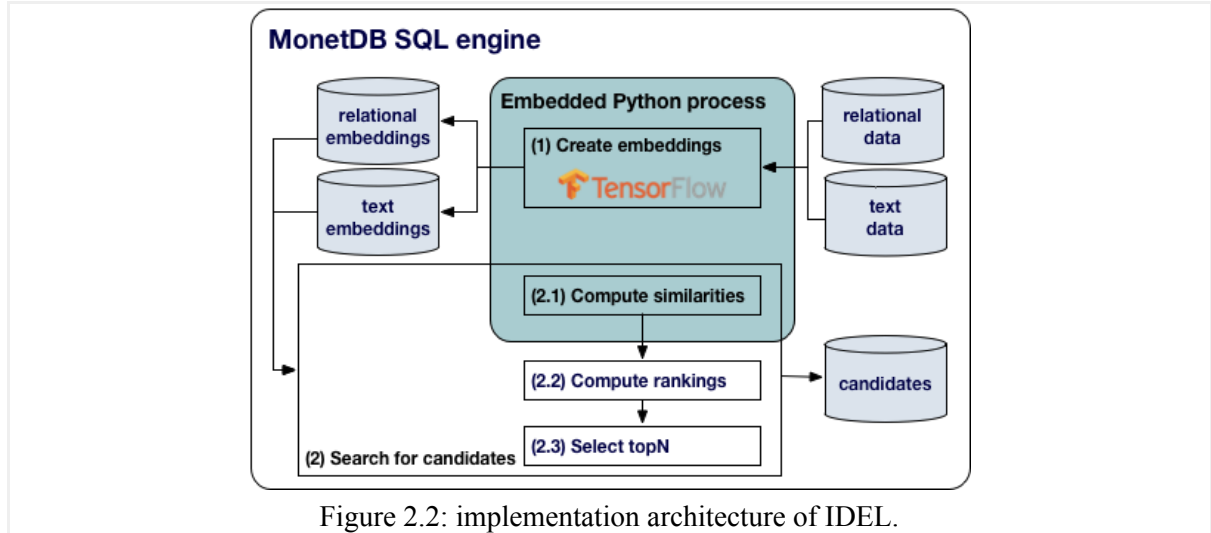 MonetDB SQL engine
relational
embeddings
text
embeddings
Embedded Python process
(1) Create embeddings
TensorFlow
relational
data
text
data
(2.1) Compute similarities
(2.2) Compute rankings
(2.3) Select topN
(2) Search for candidates
candidates
Figure 2.2: implementation architecture of IDEL.